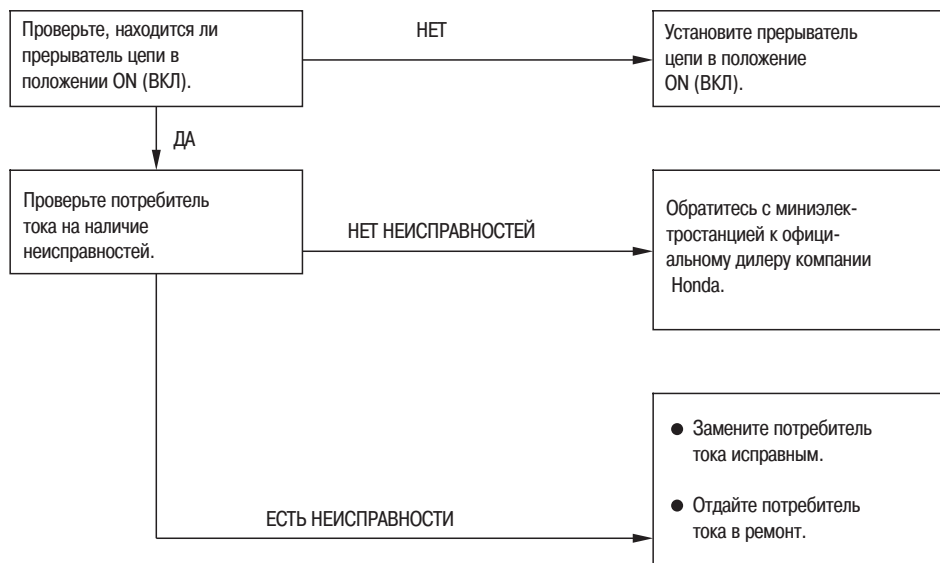 Проверьте, находится ли
прерыватель цепи в
положении ON (ВКЛ).
НЕТ
Установите прерыватель
цепи в положение
ON (ВКЛ).
ДА
Проверьте потребитель
тока на наличие
неисправностей.
НЕТ НЕИСПРАВНОСТЕЙ
Обратитесь с миниэлек-
тростанцией к офици-
альному дилеру компании
Honda.
ЕСТЬ НЕИСПРАВНОСТИ
● Замените потребитель
тока исправным.
● Отдайте потребитель
тока в ремонт.